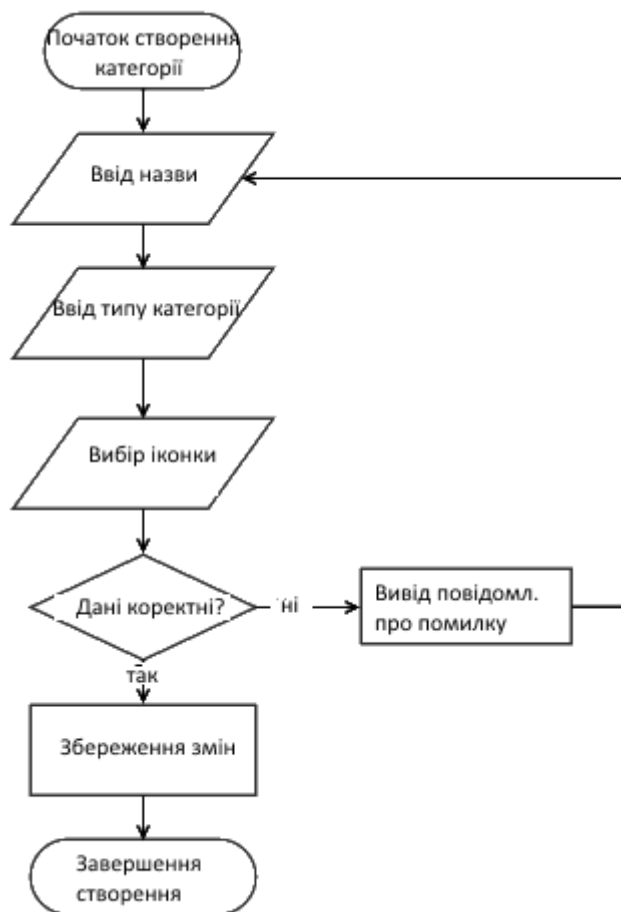 Початок створення
категорії
Ввід назви
Ввід типу категорії
Вибір іконки
Дані коректні?
ні
Вивід повідомл.
про помилку
так
Збереження змін
Завершення
створення